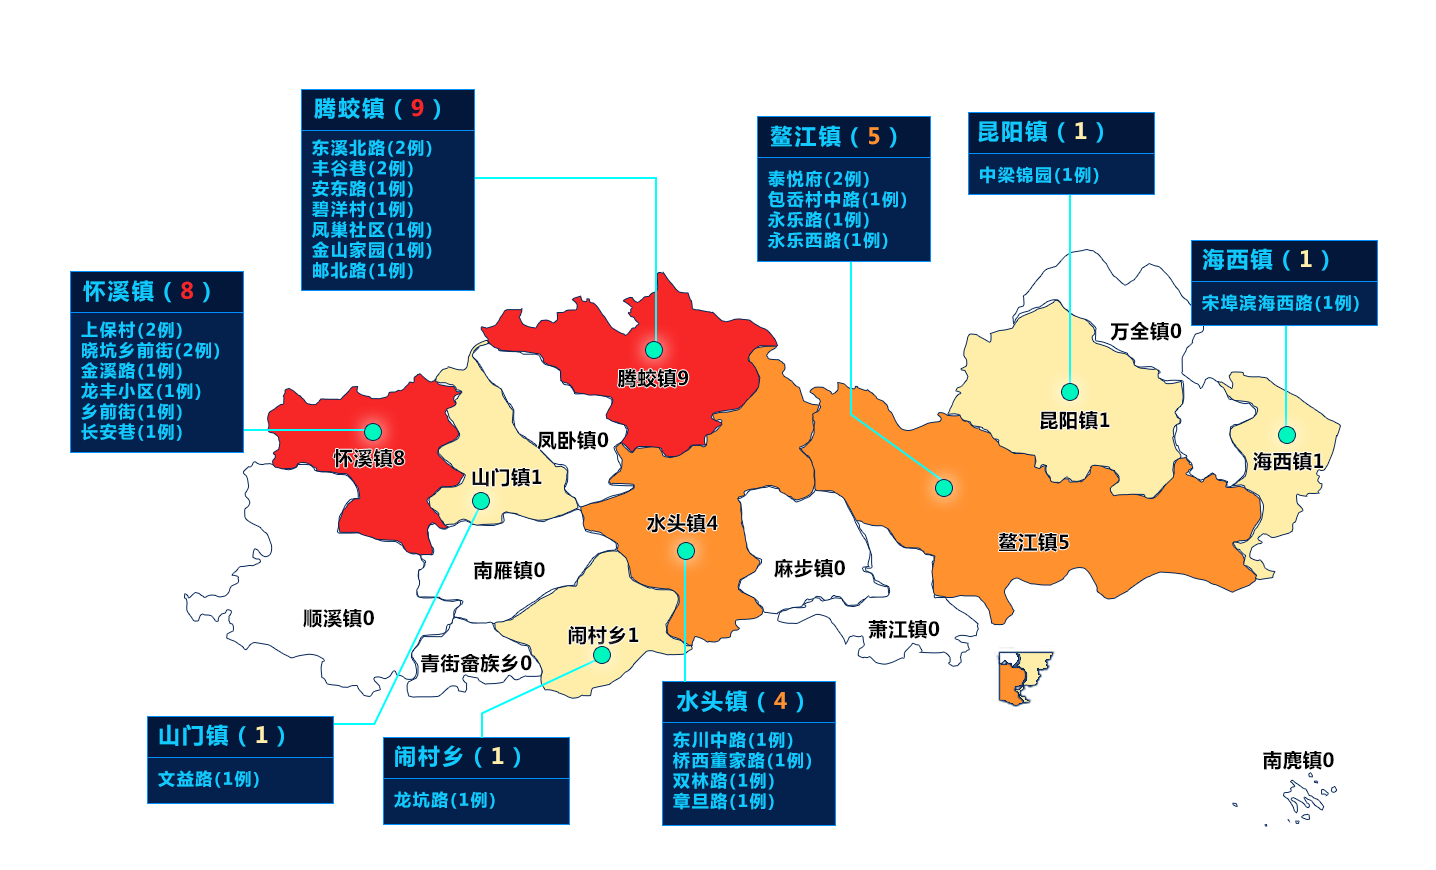 腾蛟镇（9）
东溪北路(2例)
丰谷巷(2例)
安东路(1例)
碧洋村(1例)
凤巢社区(1例)
金山家园(1例)
邮北路(1例)
鳌江镇（5）
泰悦府(2例)
包岙村中路(1例)
永乐路(1例)
永乐西路(1例)
昆阳镇（1）
中梁锦园(1例)
海西镇（1）
宋埠滨海西路(1例)
怀溪镇（8）
上保村(2例)
晓坑乡前街(2例)
金溪路(1例)
龙丰小区(1例)
乡前街(1例)
长安巷(1例)
万全镇0
腾蛟镇9
昆阳镇1
凤卧镇0
怀溪镇8
海西镇1
山门镇1
水头镇4
鳌江镇5
南雁镇0
麻步镇0
顺溪镇0
闹村乡1
萧江镇0
青街畲族乡0
山门镇（1）
文益路(1例)
闹村乡（1）
龙坑路(1例)
水头镇（4）
东川中路(1例)
桥西董家路(1例)
双林路(1例)
章旦路(1例)
南麂镇0